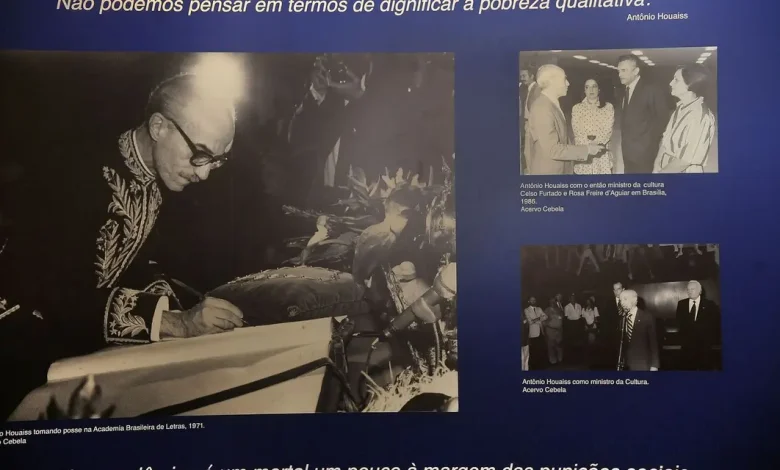 Não podemos pensar em termos de dignificar a pobreza qualitativa.
Antônio Houaiss
Antônio Houaiss com o então ministro da cultura
Celso Furtado e Rosa Freire d'Aguiar em Brasília,
1986.
Acervo Cebela
Antônio Houaiss como ministro da Cultura.
Acervo Cebela
Houaiss tomando posse na Academia Brasileira de Letras, 1971.
Cebela
é um mortal um pouco à margem das punições sociais